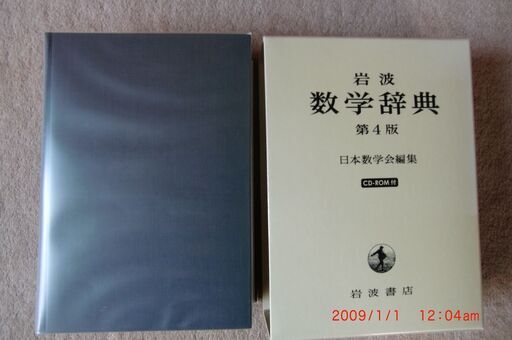 岩波
数学辞典
第4版
日本数学会編集
CD-ROM付
岩波書店
2009/1/1 12:04am